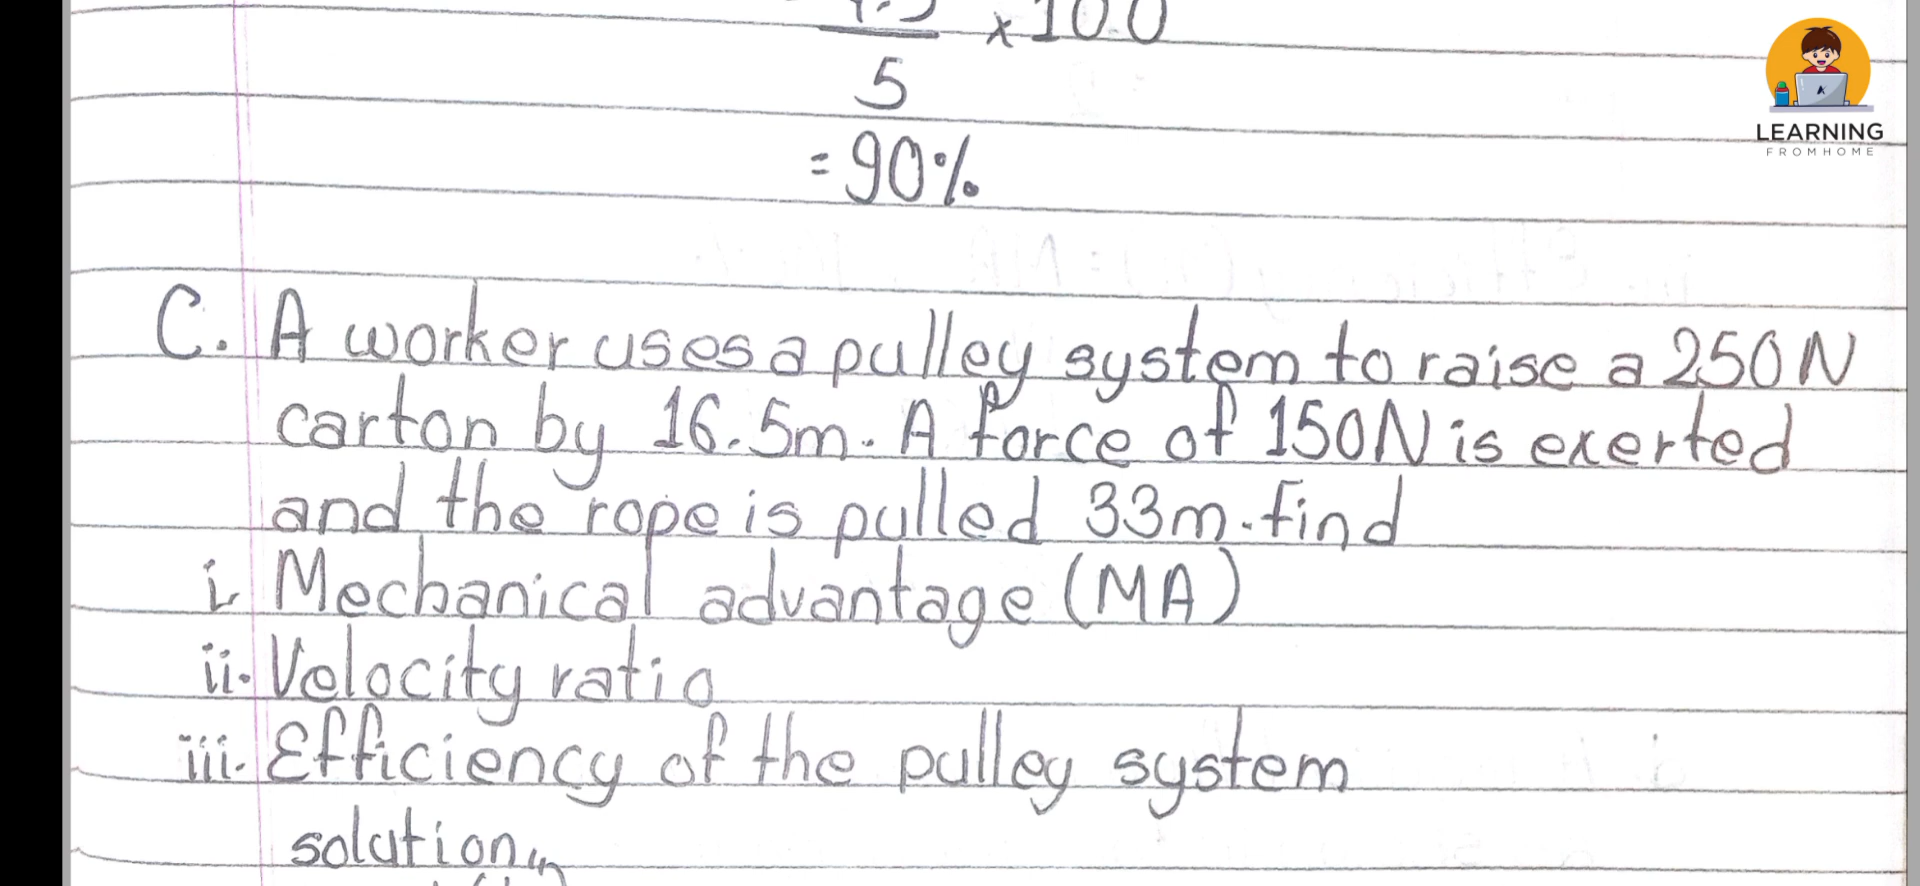 x 100
5
= 90%
LEARNING
FROMHOME
C. A worker uses a pulley system to raise a 250N
carton by 16.5m. A force of 150N is exerted
and the rope is pulled 33m. find
i. Mechanical advantage (MA)
ii. Velocity ratio
iii. Efficiency of the pulley system
solution